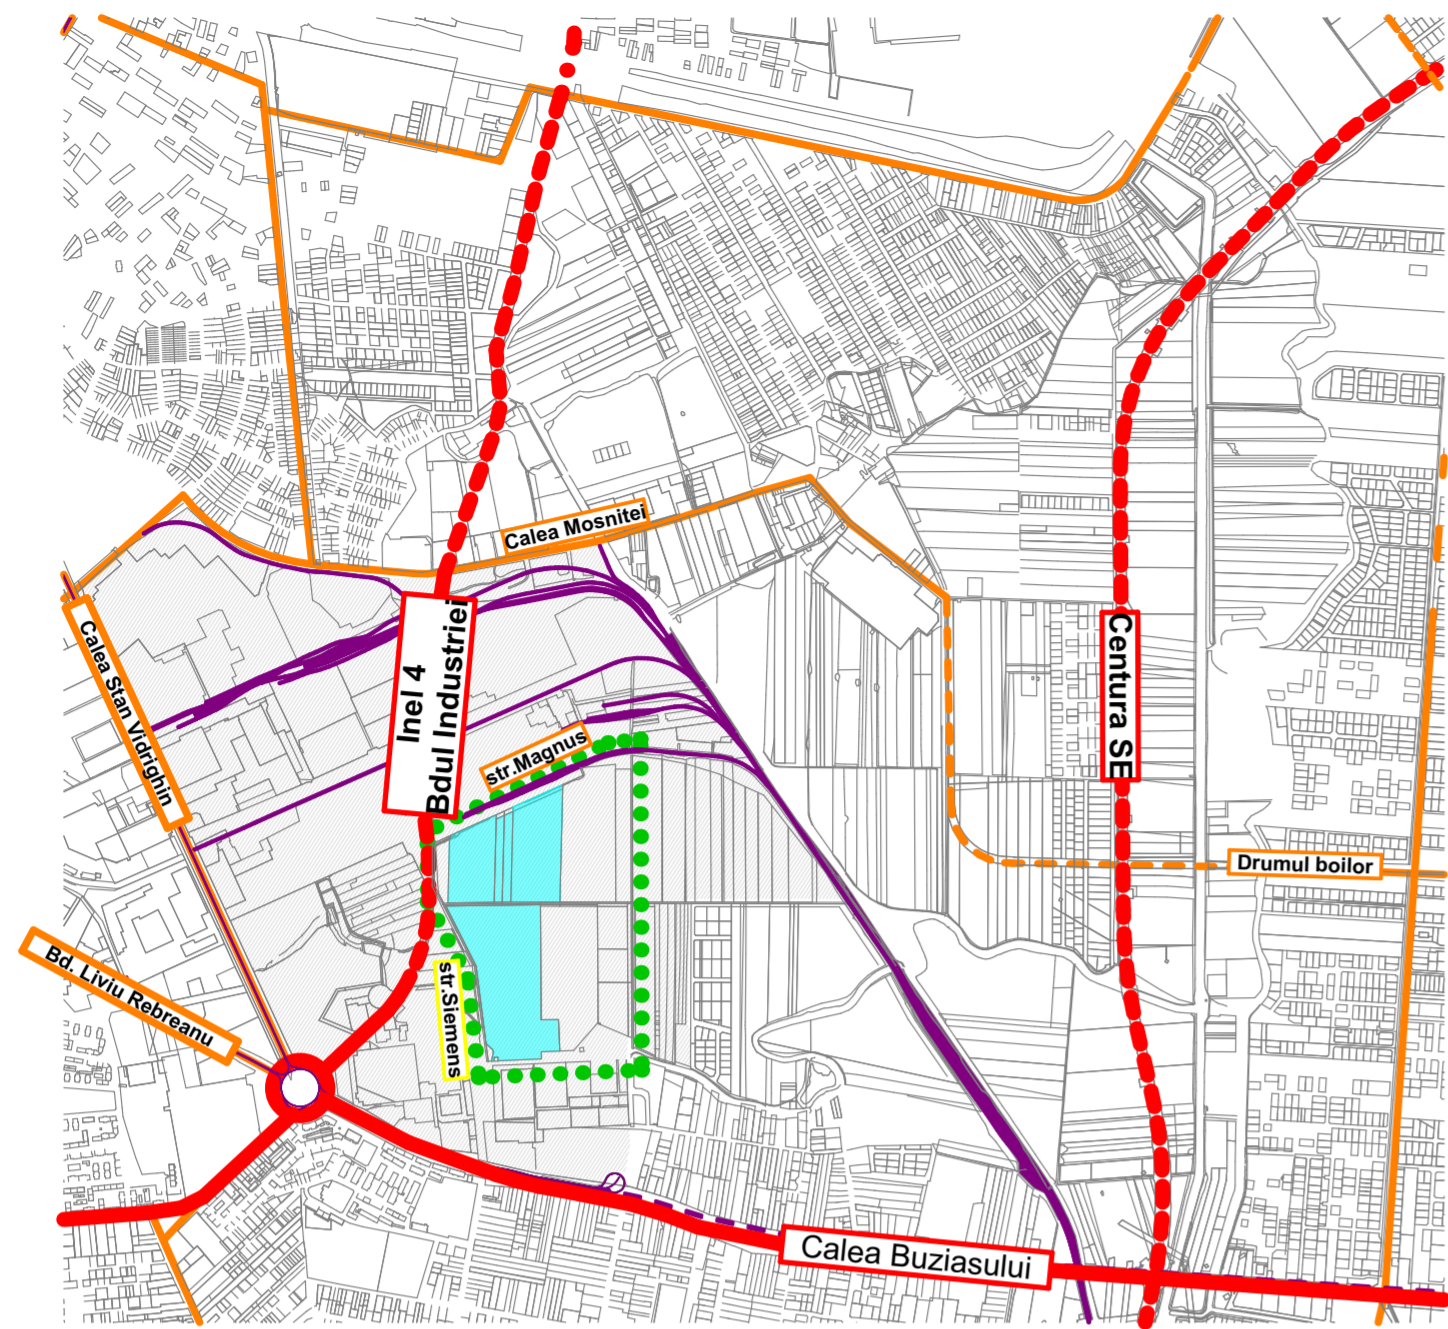 Calea Mosnitei
Calea Stan Vidrighin
Inel 4
Bdul Industriei
Centura SE
str.Magnus
Drumul boilor
Bd. Liviu Rebreanu
str.Siemens
Calea Buziasului